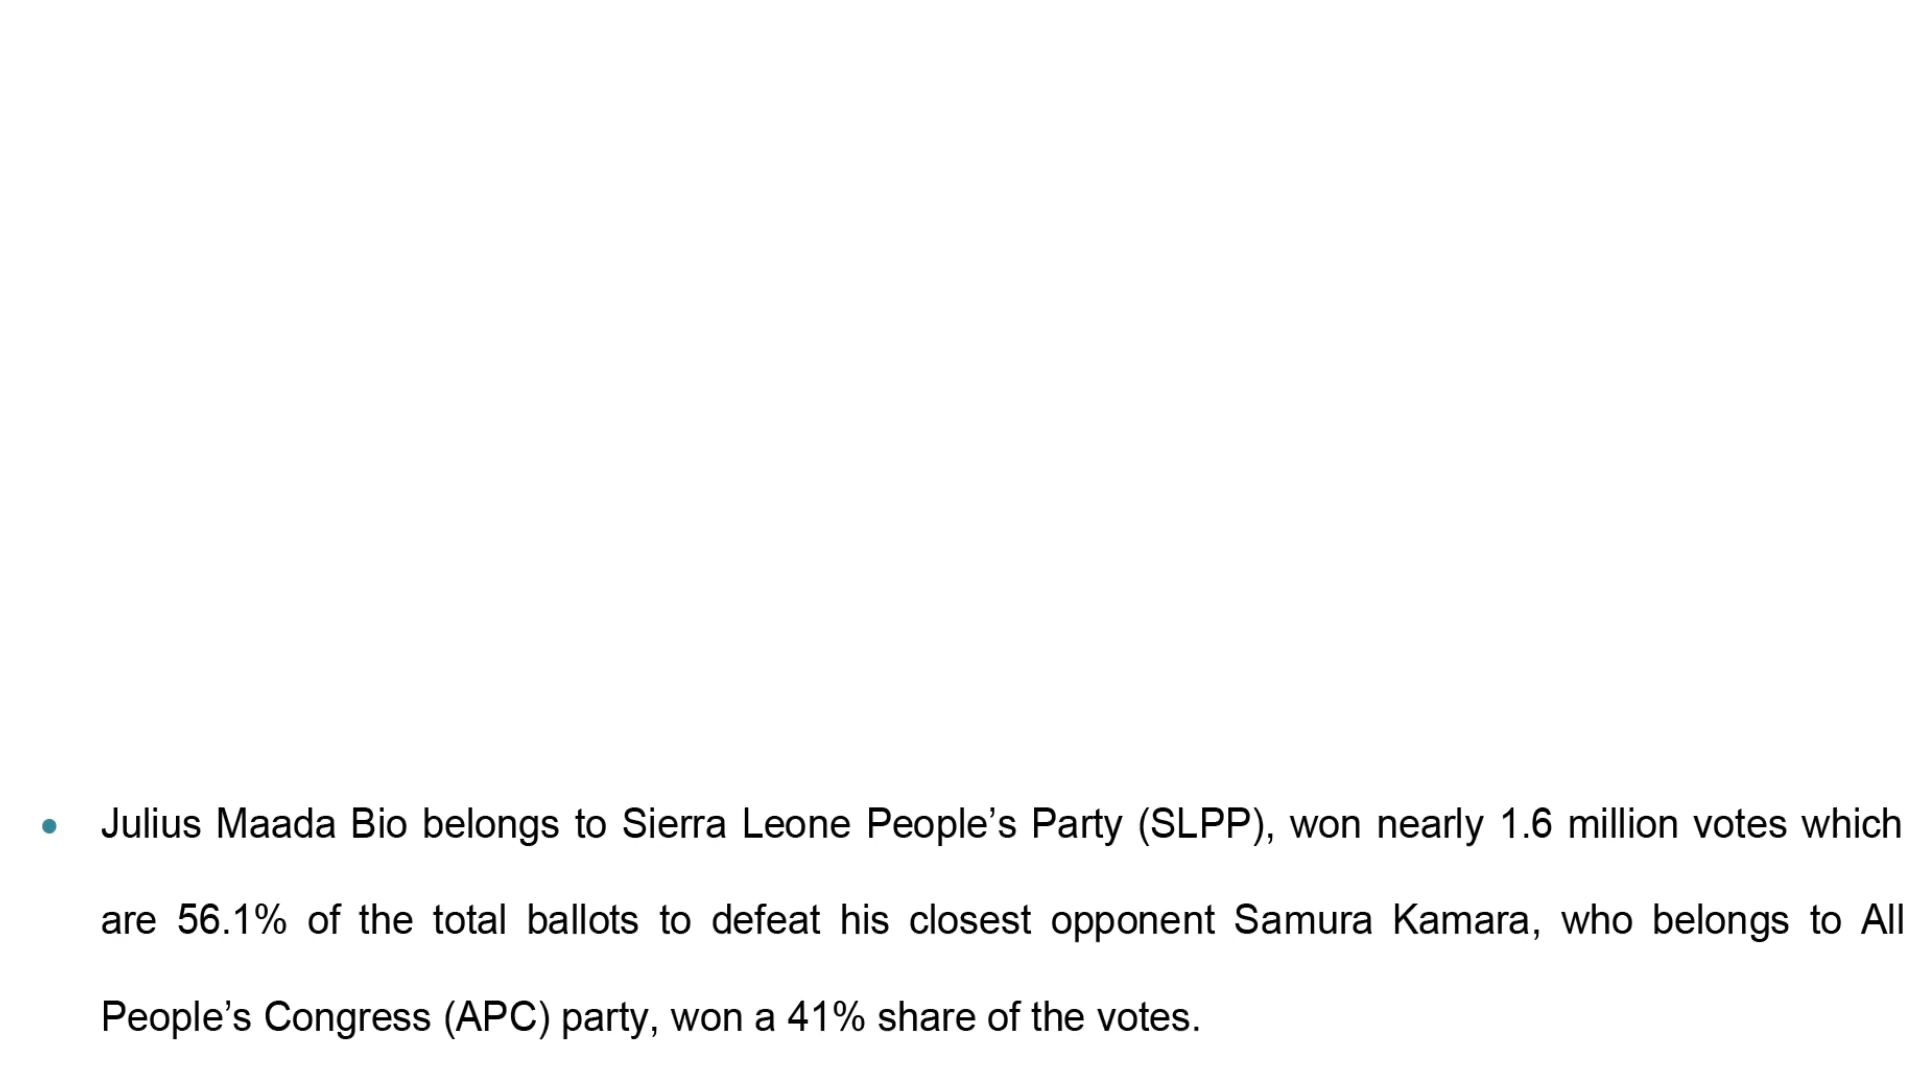 • Julius Maada Bio belongs to Sierra Leone People’s Party (SLPP), won nearly 1.6 million votes which
are 56.1% of the total ballots to defeat his closest opponent Samura Kamara, who belongs to All
People’s Congress (APC) party, won a 41% share of the votes.